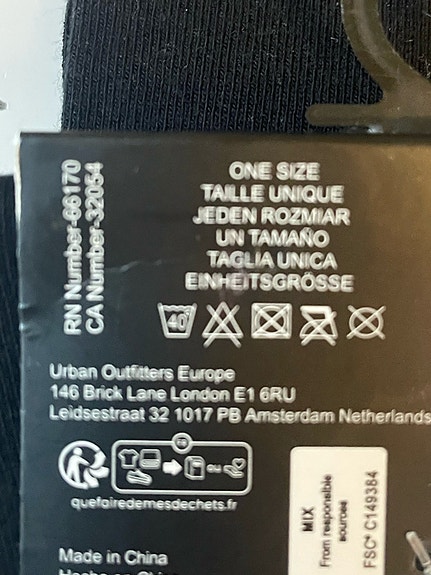 RN Number-66170
CA Number-32054
ONE SIZE
TAILLE UNIQUE
JEDEN ROZMIAR
UN TAMAÑO
TAGLIA UNICA
EINHEITSGRÖSSE
40
Urban Outfitters Europe
146 Brick Lane London E1 6RU
Leidsestraat 32 1017 PB Amsterdam Netherlands
FR
OU
quefairedemesdechets.fr
MIX
From responsible
sources
FSC® C149384
Made in China